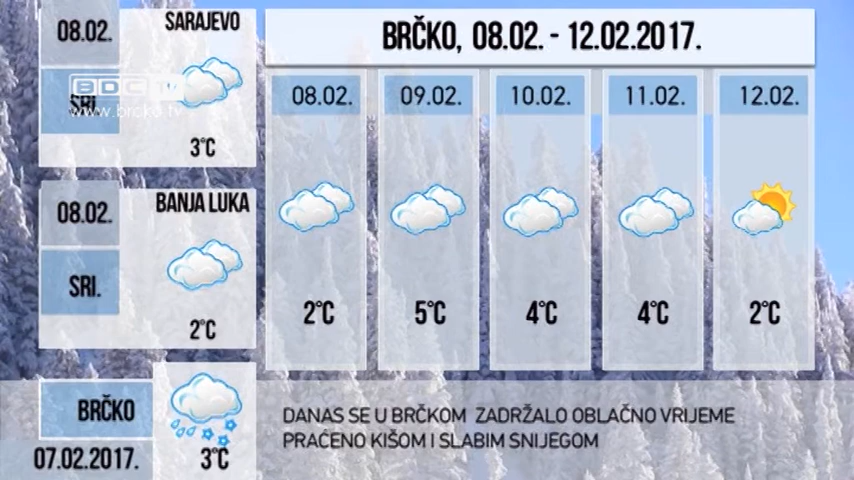 08.02.
SARAJEVO
SRI.
BDC TV
www.brcko.tv
3°C
08.02.
BANJA LUKA
SRI.
2°C
BRČKO
07.02.2017.
3°C
BRČKO, 08.02. - 12.02.2017.
08.02. 09.02. 10.02. 11.02. 12.02.
2°C 5°C 4°C 4°C 2°C
DANAS SE U BRČKOM ZADRŽALO OBLAČNO VRIJEME
PRAĆENO KIŠOM I SLABIM SNIJEGOM